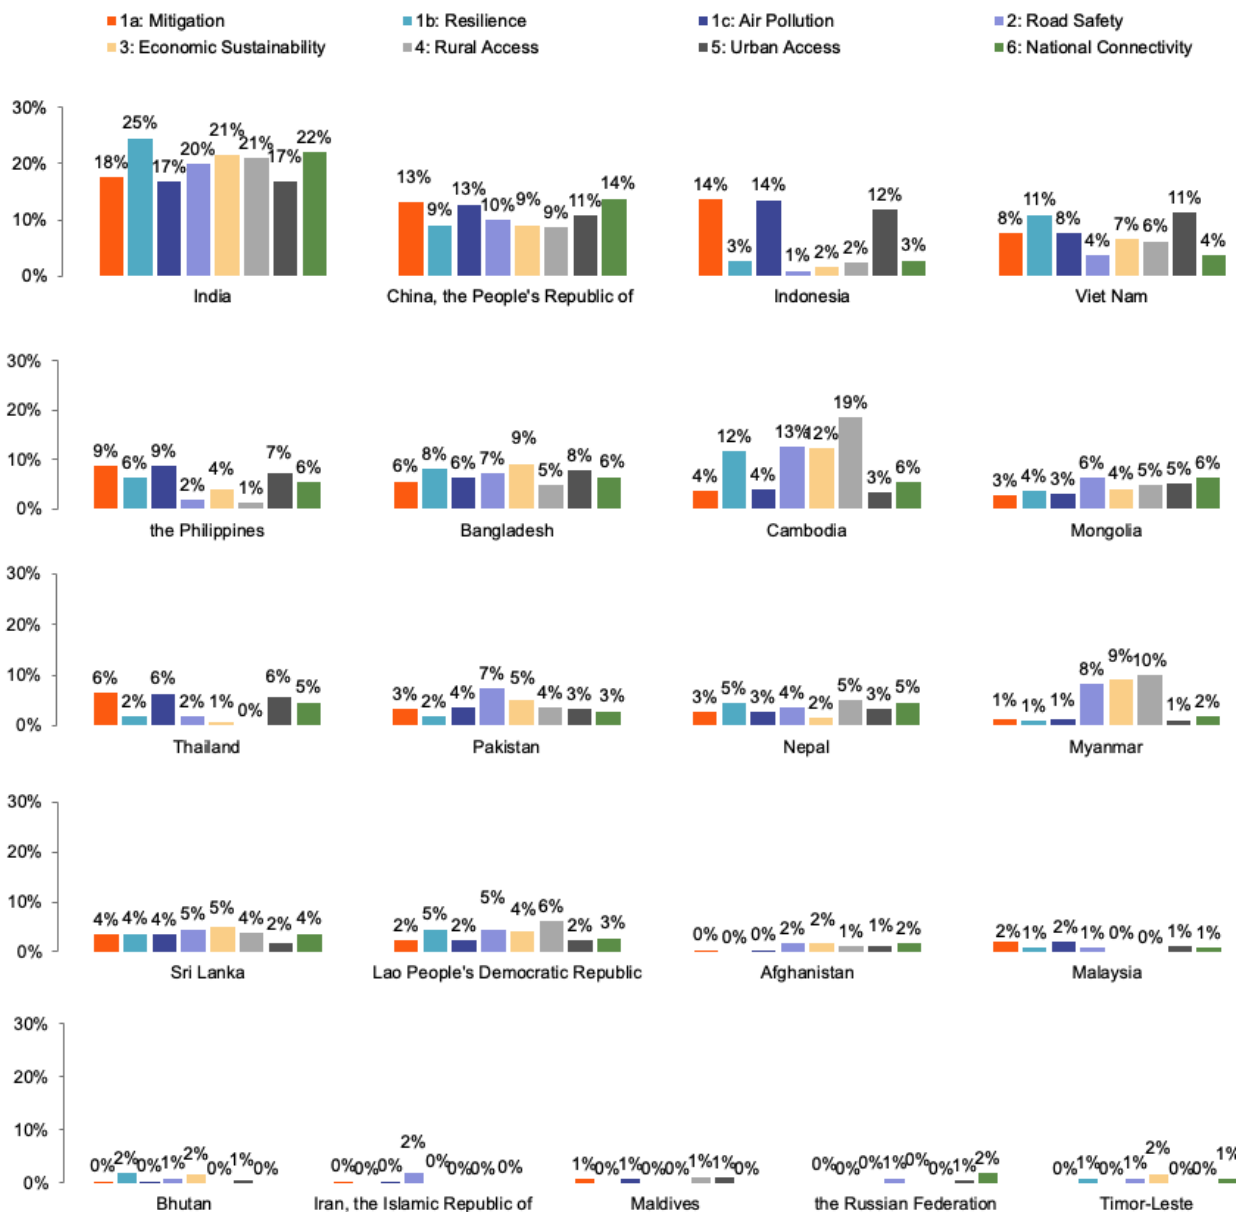 1a: Mitigation 1b: Resilience 1c: Air Pollution 2: Road Safety
3: Economic Sustainability 4: Rural Access 5: Urban Access 6: National Connectivity
30%
20%
10%
0%
18% 25% 17% 20% 21% 21% 17% 22%
India
13% 9% 13% 10% 9% 9% 11% 14%
China, the People's Republic of
14% 3% 14% 1% 2% 2% 12% 3%
Indonesia
8% 11% 8% 4% 7% 6% 11% 4%
Viet Nam
30%
20%
10%
0%
9% 6% 9% 2% 4% 1% 7% 6%
the Philippines
6% 8% 6% 7% 9% 5% 8% 6%
Bangladesh
4% 12% 4% 13% 12% 19% 3% 6%
Cambodia
3% 4% 3% 6% 4% 5% 5% 6%
Mongolia
30%
20%
10%
0%
6% 2% 6% 2% 1% 0% 6% 5%
Thailand
3% 2% 4% 7% 5% 4% 3% 3%
Pakistan
3% 5% 3% 4% 2% 5% 3% 5%
Nepal
1% 1% 1% 8% 9% 10% 1% 2%
Myanmar
30%
20%
10%
0%
4% 4% 4% 5% 5% 4% 2% 4%
Sri Lanka
2% 5% 2% 5% 4% 6% 2% 3%
Lao People's Democratic Republic
0% 0% 0% 2% 2% 1% 1% 2%
Afghanistan
2% 1% 2% 1% 0% 0% 1% 1%
Malaysia
30%
20%
10%
0%
0% 2% 0% 1% 2% 0% 1% 0%
Bhutan
0% 0% 0% 2% 0% 0% 0% 0%
Iran, the Islamic Republic of
1% 0% 1% 0% 0% 1% 1% 0%
Maldives
0% 0% 0% 1% 0% 0% 1% 2%
the Russian Federation
0% 1% 0% 1% 2% 0% 0% 1%
Timor-Leste